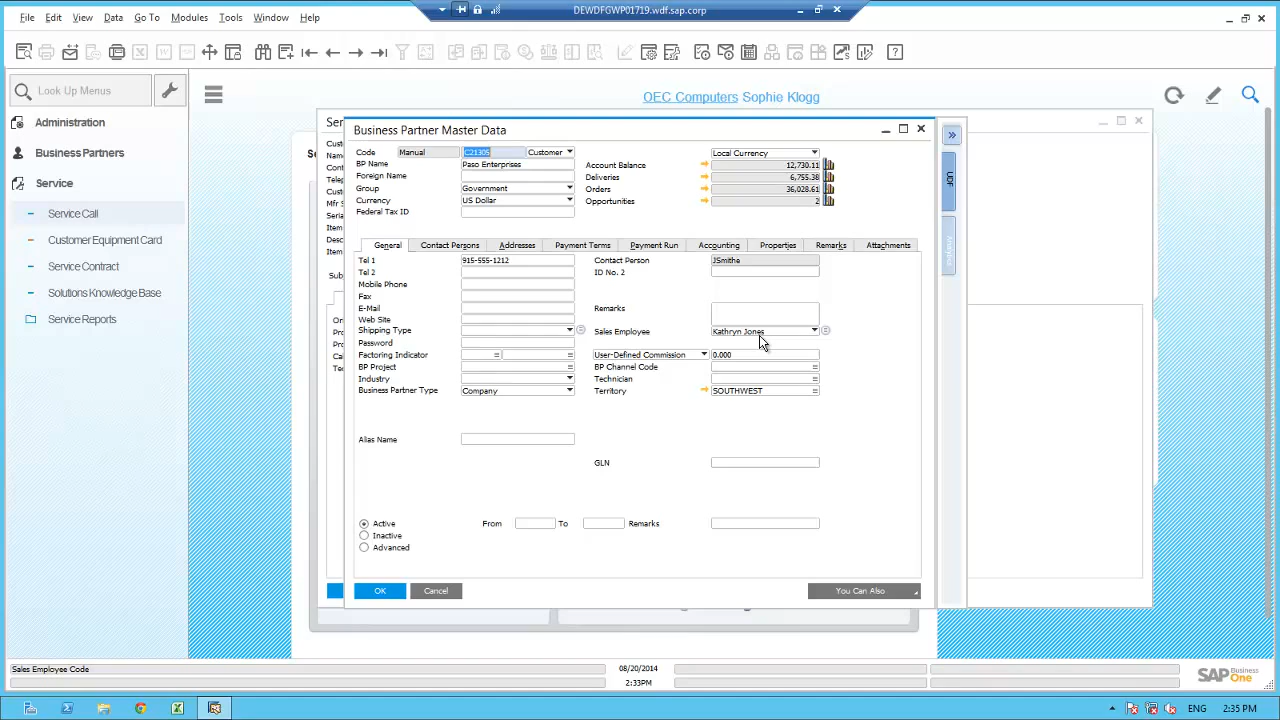 DEWDFGWP01719.wdf.sap.corp
File Edit View Data Go To Modules Tools Window Help
Look Up Menus
OEC Computers Sophie Klogg
Administration
Business Partners
Service
Service Call
Customer Equipment Card
Service Contract
Solutions Knowledge Base
Service Reports
Business Partner Master Data
Code Manual C21305 Customer Local Currency
BP Name Paso Enterprises Account Balance 12,730.11
Foreign Name Deliveries 6,755.38
Group Government Orders 36,028.61
Currency US Dollar Opportunities 2
Federal Tax ID
UDF
Analytics
General Contact Persons Addresses Payment Terms Payment Run Accounting Properties Remarks Attachments
Tel 1 915-555-1212 Contact Person JSmithe
Tel 2 ID No. 2
Mobile Phone
Fax
E-Mail Remarks
Web Site
Shipping Type Sales Employee Kathryn Jones
Password
Factoring Indicator User-Defined Commission 0.000
BP Project BP Channel Code
Industry Technician
Business Partner Type Company Territory SOUTHWEST
Alias Name
GLN
Active From To Remarks
Inactive
Advanced
OK Cancel You Can Also
Sales Employee Code 08/20/2014
2:33PM
SAP Business One
ENG 2:35 PM